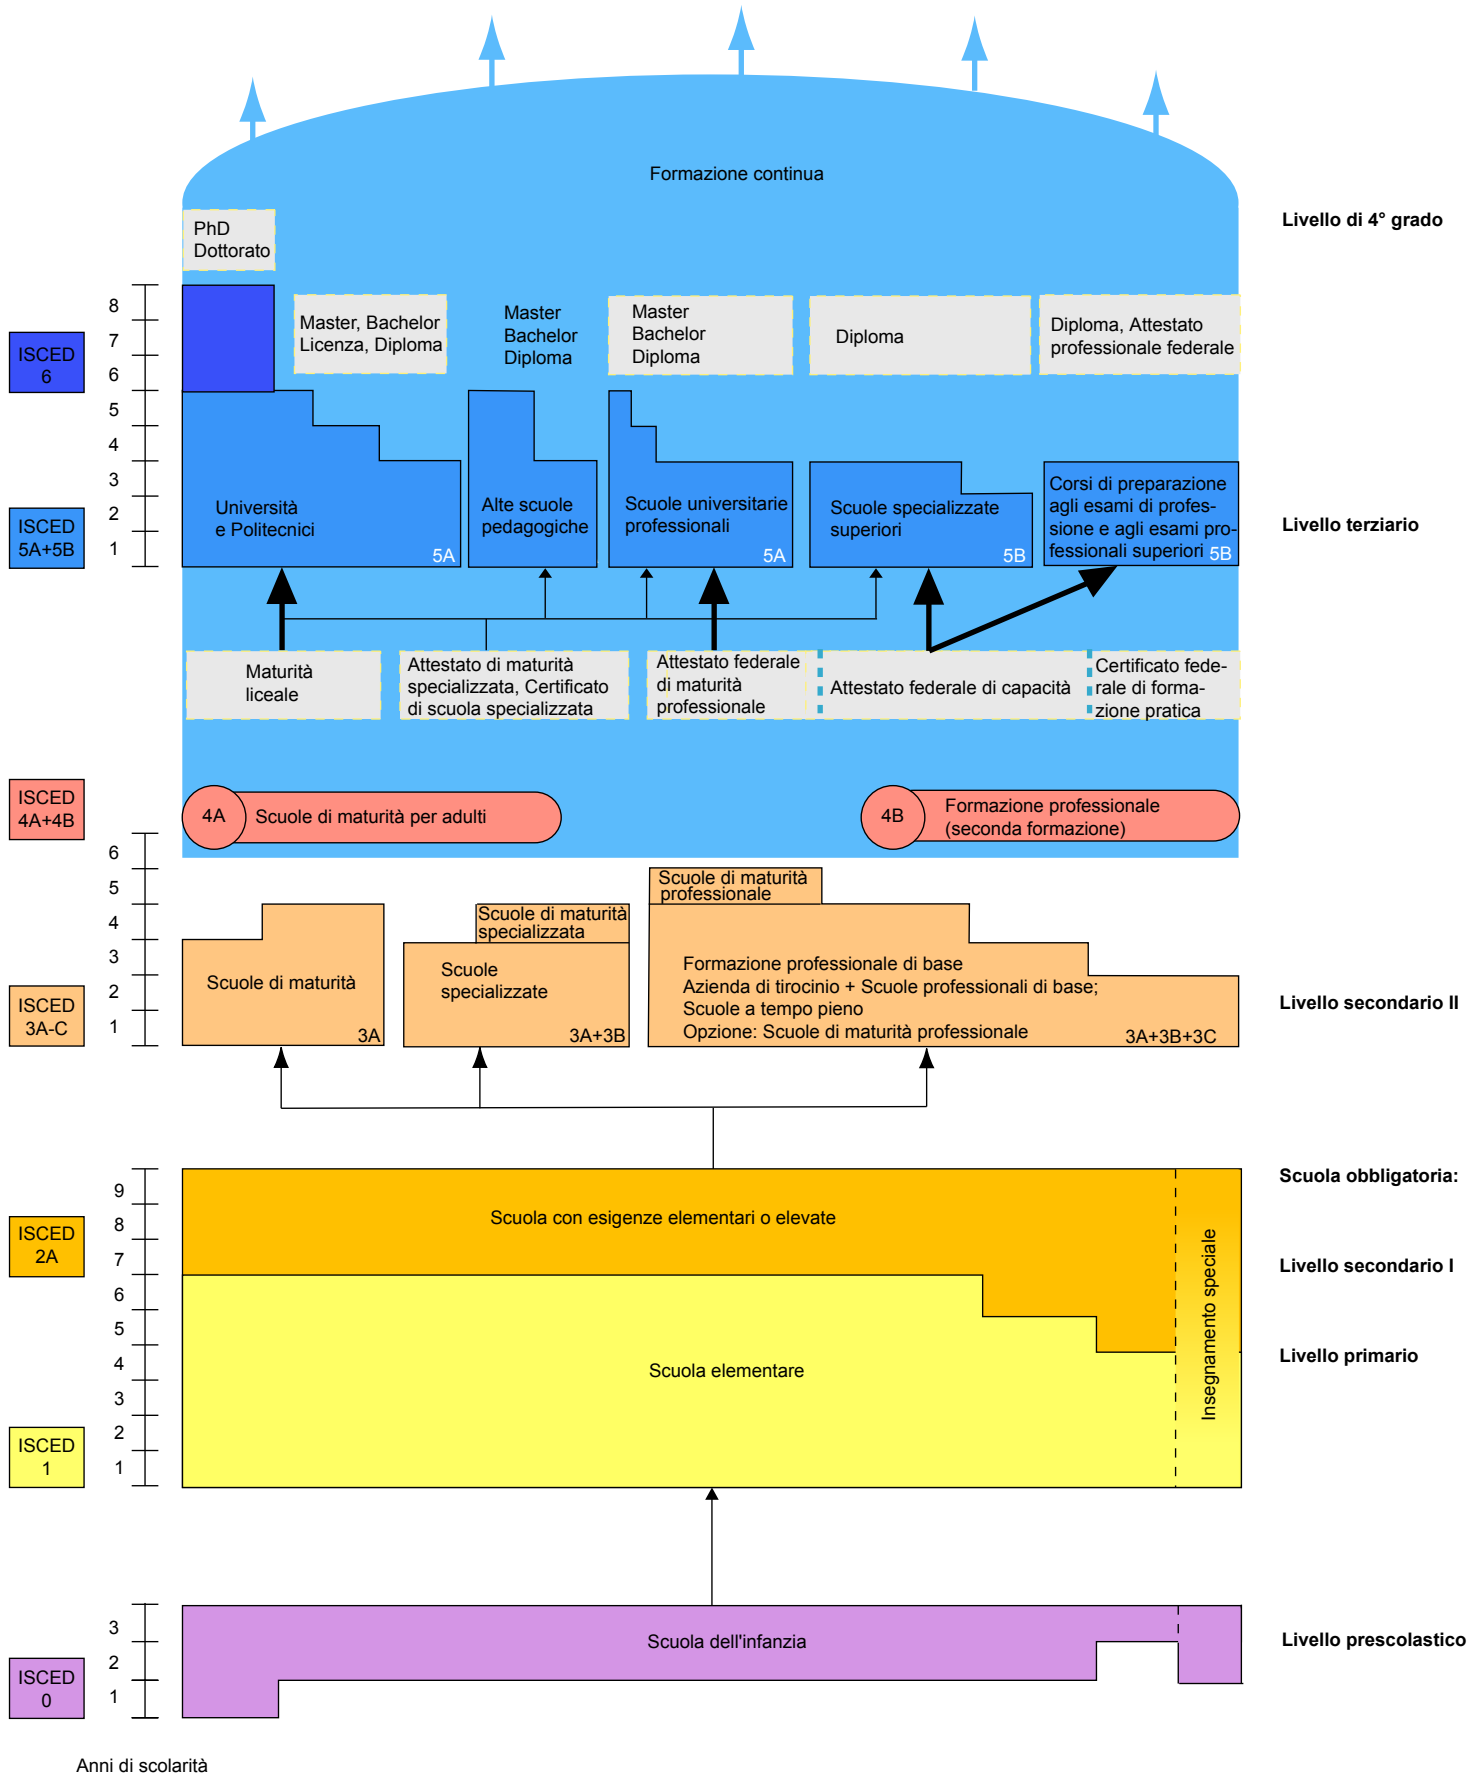 Formazione continua
Livello di 4° grado
PhD
Dottorato
8
7
6
5
4
3
2
1
ISCED
6
ISCED
5A+5B
Master, Bachelor
Licenza, Diploma
Master
Bachelor
Diploma
Master
Bachelor
Diploma
Diploma
Diploma, Attestato
professionale federale
Università
e Politecnici
5A
Alte scuole
pedagogiche
Scuole universitarie
professionali
5A
Scuole specializzate
superiori
5B
Corsi di preparazione
agli esami di profes-
sione e agli esami pro-
fessionali superiori 5B
Livello terziario
Maturità
liceale
Attestato di maturità
specializzata, Certificato
di scuola specializzata
Attestato federale
di maturità
professionale
Attestato federale di capacità
Certificato fede-
rale di forma-
zione pratica
ISCED
4A+4B
4A
Scuole di maturità per adulti
4B
Formazione professionale
(seconda formazione)
6
5
4
3
2
1
ISCED
3A-C
Scuole di maturità
3A
Scuole di maturità
specializzata
Scuole
specializzate
3A+3B
Scuole di maturità
professionale
Formazione professionale di base
Azienda di tirocinio + Scuole professionali di base;
Scuole a tempo pieno
Opzione: Scuole di maturità professionale
3A+3B+3C
Livello secondario II
Scuola obbligatoria:
9
8
7
6
5
4
3
2
1
ISCED
2A
Scuola con esigenze elementari o elevate
Livello secondario I
Insegnamento speciale
Livello primario
Scuola elementare
ISCED
1
3
2
1
Scuola dell'infanzia
Livello prescolastico
ISCED
0
Anni di scolarità